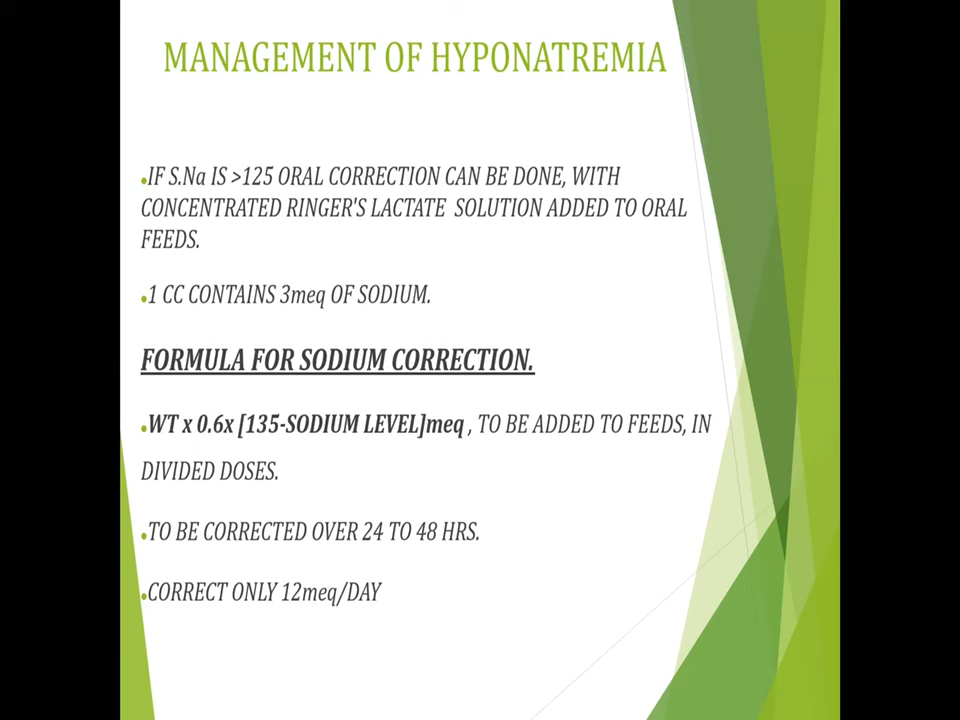 MANAGEMENT OF HYPONATREMIA
•IF S.Na IS >125 ORAL CORRECTION CAN BE DONE, WITH
CONCENTRATED RINGER'S LACTATE SOLUTION ADDED TO ORAL
FEEDS.
•1 CC CONTAINS 3meq OF SODIUM.
FORMULA FOR SODIUM CORRECTION.
•WT x 0.6x [135-SODIUM LEVEL]meq , TO BE ADDED TO FEEDS, IN
DIVIDED DOSES.
•TO BE CORRECTED OVER 24 TO 48 HRS.
•CORRECT ONLY 12meq/DAY